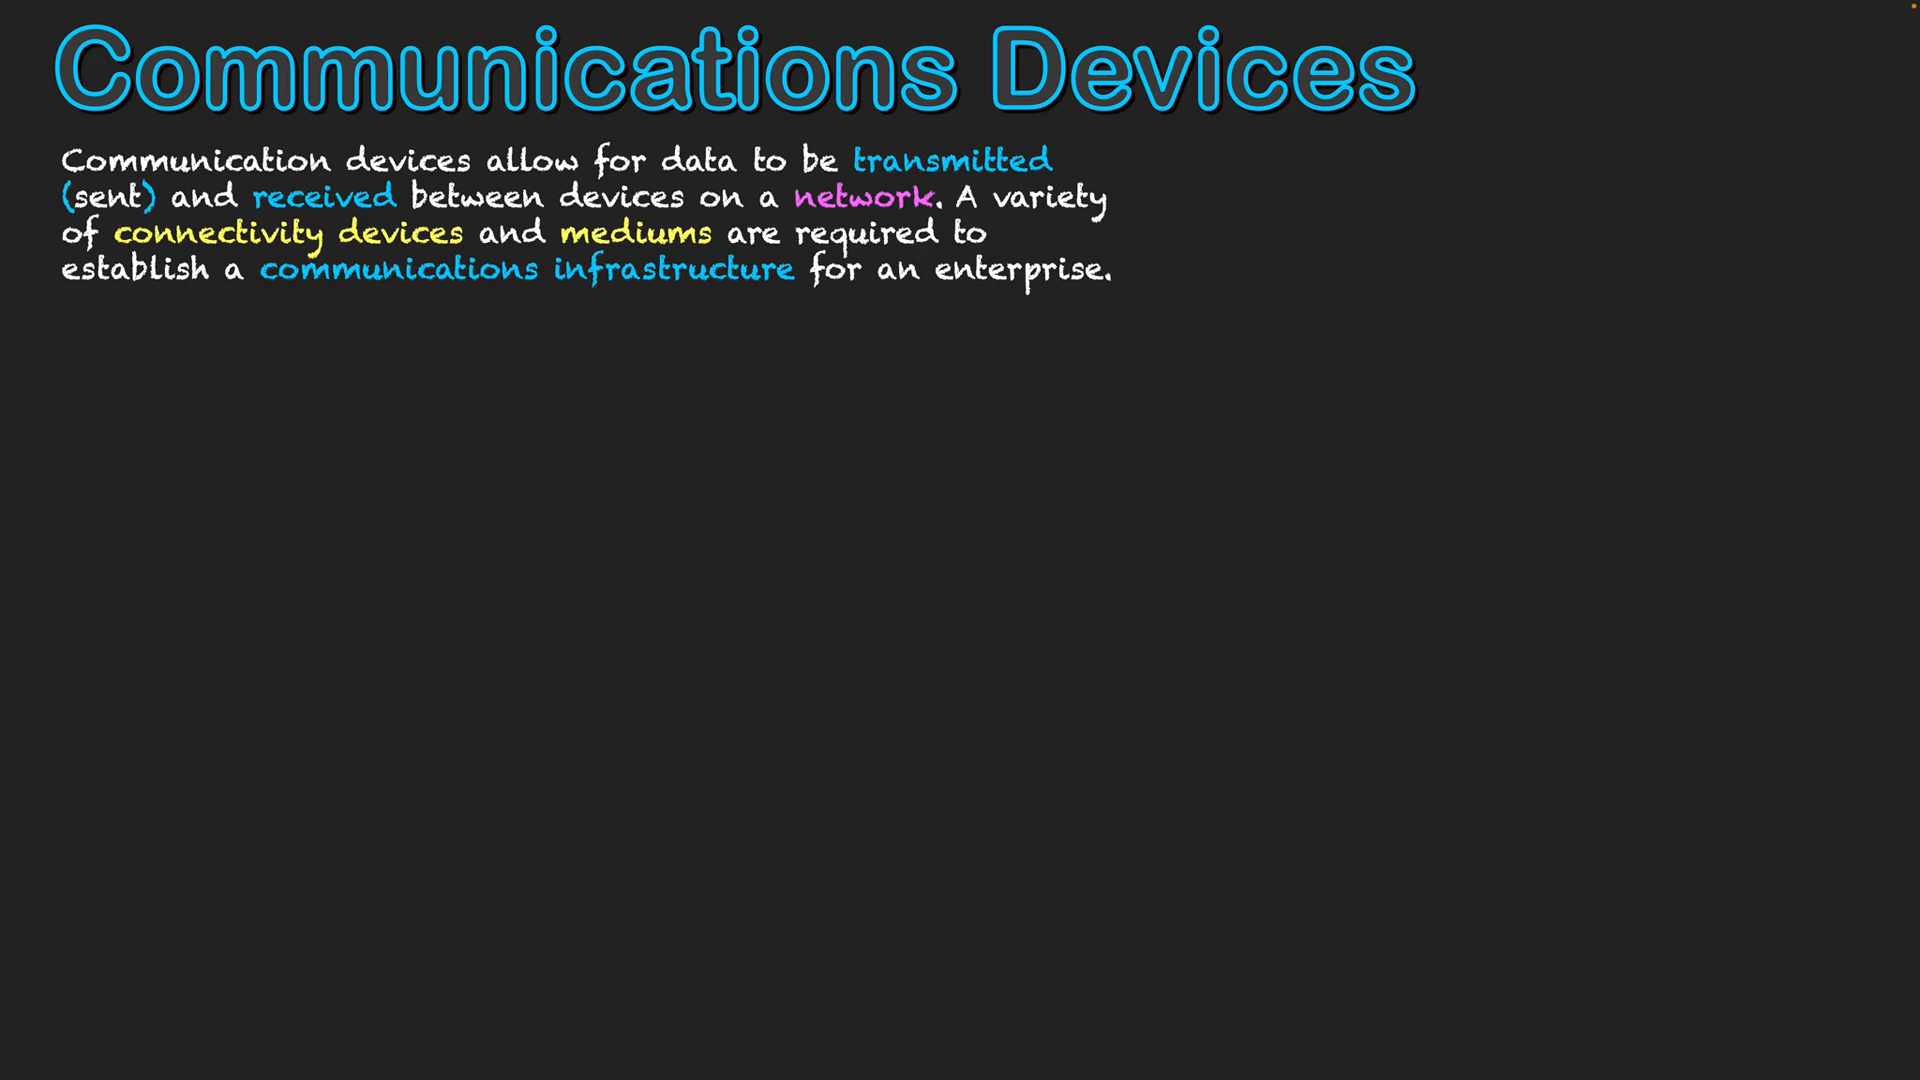 Communications Devices
Communication devices allow for data to be transmitted
(sent) and received between devices on a network. A variety
of connectivity devices and mediums are required to
establish a communications infrastructure for an enterprise.